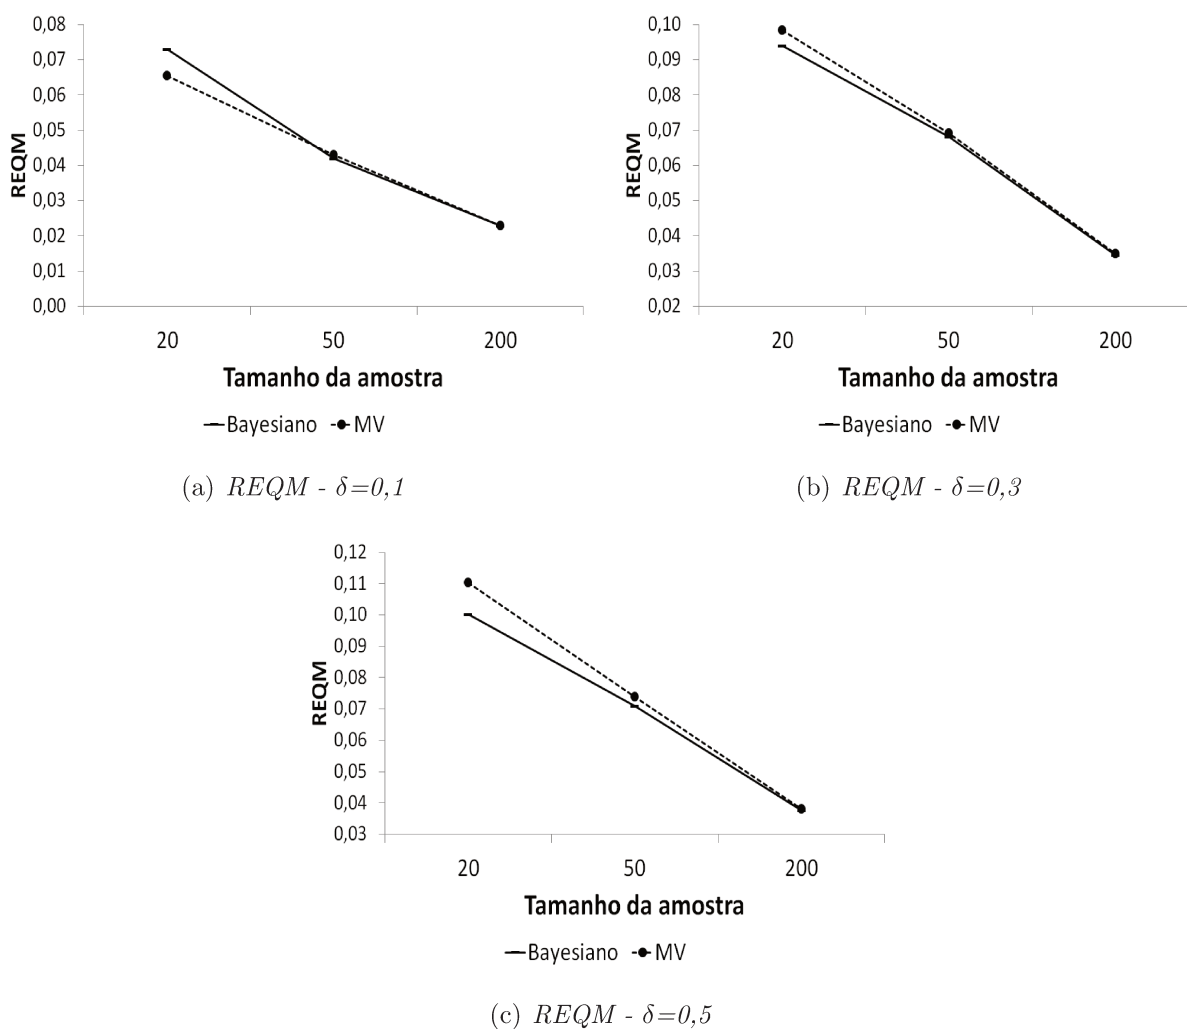 0,08
0,07
0,06
0,05
0,04
0,03
0,02
0,01
0,00
REQM
20 50 200
Tamanho da amostra
Bayesiano MV
(a) REQM - δ=0,1
0,10
0,09
0,08
0,07
0,06
0,05
0,04
0,03
0,02
REQM
20 50 200
Tamanho da amostra
Bayesiano MV
(b) REQM - δ=0,3
0,12
0,11
0,10
0,09
0,08
0,07
0,06
0,05
0,04
0,03
REQM
20 50 200
Tamanho da amostra
Bayesiano MV
(c) REQM - δ=0,5